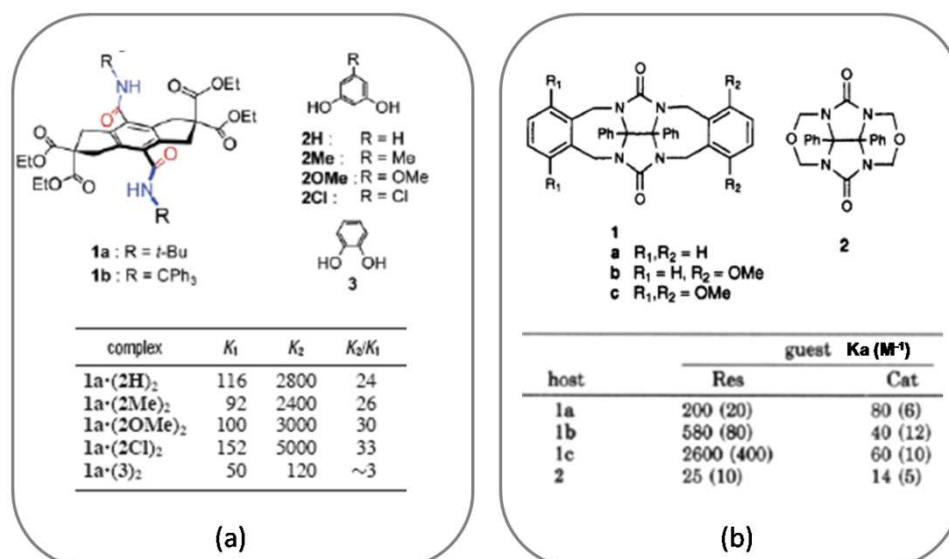 R
NH
O
O
OEt
O
OEt
EtO
O
EtO
O
O
HN
R
1a : R = t-Bu
1b : R = CPh3
R
HO
OH
2H : R = H
2Me : R = Me
2OMe : R = OMe
2Cl : R = Cl
HO OH
3
complex K1 K2 K2/K1
1a·(2H)2 116 2800 24
1a·(2Me)2 92 2400 26
1a·(2OMe)2 100 3000 30
1a·(2Cl)2 152 5000 33
1a·(3)2 50 120 ~3
(a)
R1 O R2
N N
Ph Ph
N N
R1 O R2
1
a R1,R2 = H
b R1 = H, R2 = OMe
c R1,R2 = OMe
O
N N
O Ph Ph O
N N
O
2
guest Ka (M-1)
host Res Cat
1a 200 (20) 80 (6)
1b 580 (80) 40 (12)
1c 2600 (400) 60 (10)
2 25 (10) 14 (5)
(b)